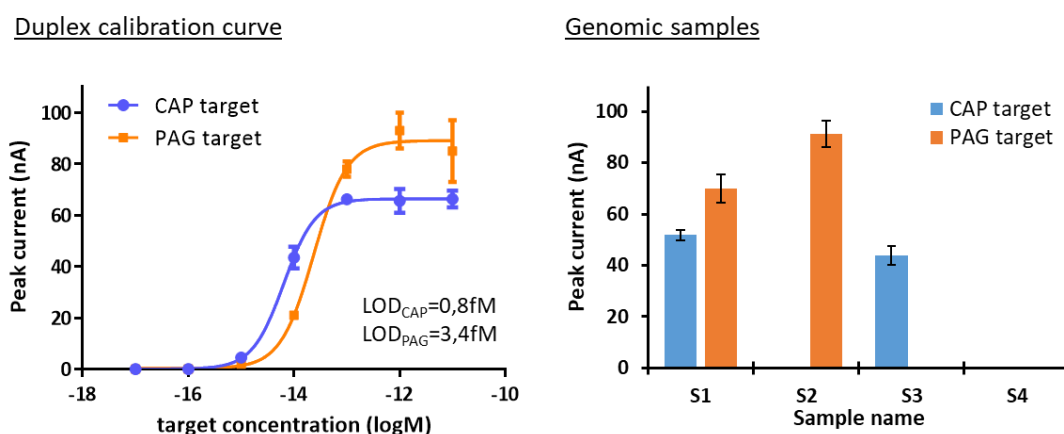 Duplex calibration curve
CAP target
PAG target
100
80
60
40
20
0
Peak current (nA)
LOD_CAP=0,8fM
LOD_PAG=3,4fM
-18
-16
-14
-12
-10
target concentration (logM)
Genomic samples
CAP target
PAG target
100
80
60
40
20
0
Peak current (nA)
S1
S2
S3
S4
Sample name